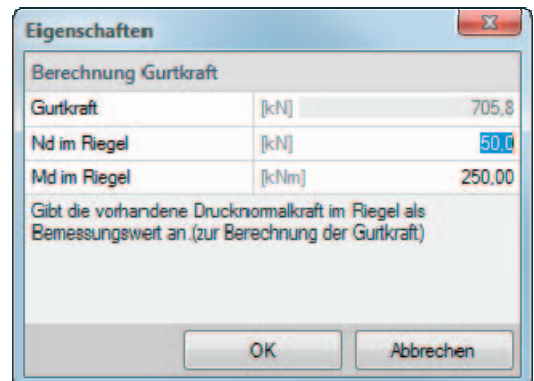 Eigenschaften
Berechnung Gurtkraft
Gurtkraft [kN] 705,8
Nd im Riegel [kN] 50,0
Md im Riegel [kNm] 250,00
Gibt die vorhandene Drucknormalkraft im Riegel als
Bemessungswert an.(zur Berechnung der Gurtkraft)
OK Abbrechen